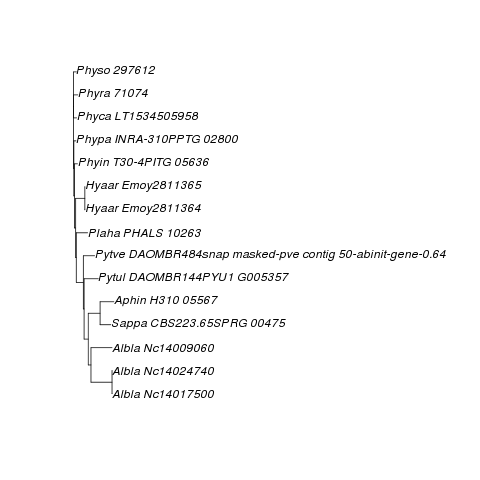 Physo 297612
Phyra 71074
Phyca LT1534505958
Phypa INRA-310PPTG 02800
Phyin T30-4PITG 05636
Hyaar Emoy2811365
Hyaar Emoy2811364
Plaha PHALS 10263
Pytve DAOMBR484snap masked-pve contig 50-abinit-gene-0.64
Pytul DAOMBR144PYU1 G005357
Aphin H310 05567
Sappa CBS223.65SPRG 00475
Albla Nc14009060
Albla Nc14024740
Albla Nc14017500